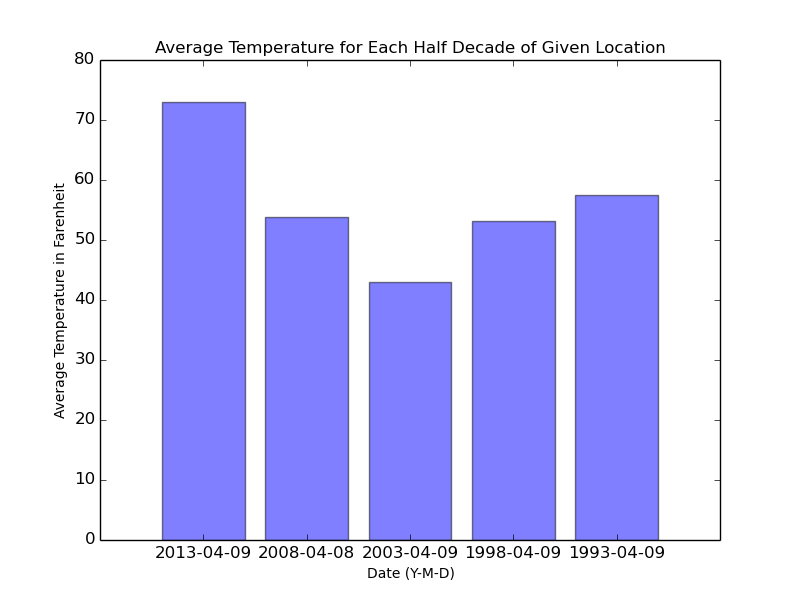 Average Temperature for Each Half Decade of Given Location
80
70
60
50
40
30
20
10
0
Average Temperature in Farenheit
2013-04-09 2008-04-08 2003-04-09 1998-04-09 1993-04-09
Date (Y-M-D)